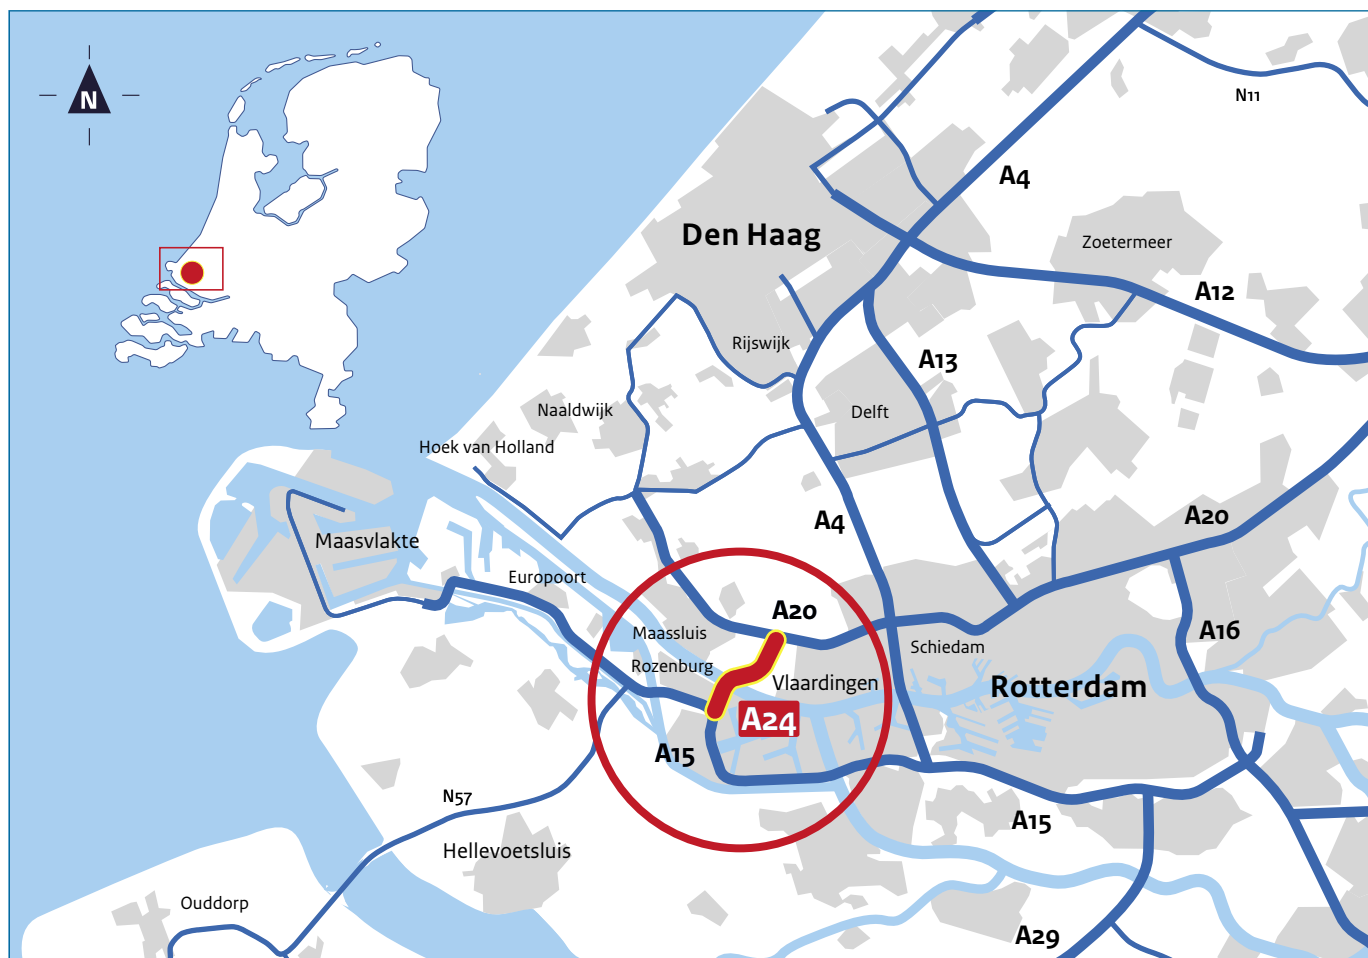 N
N11
A4
Den Haag
Zoetermeer
A12
Rijswijk
A13
Naaldwijk
Delft
Hoek van Holland
A4
A20
Maasvlakte
Europoort
A20
Maassluis
A16
Schiedam
Rozenburg
Vlaardingen
Rotterdam
A24
A15
N57
A15
Hellevoetsluis
Ouddorp
A29